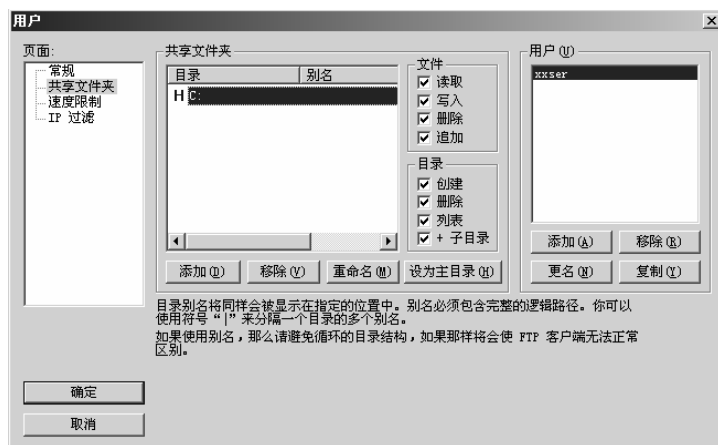 用户
页面:
常规
共享文件夹
速度限制
IP 过滤
共享文件夹
目录
别名
H C:
文件
读取
写入
删除
追加
目录
创建
删除
列表
+ 子目录
添加(D)
移除(V)
重命名(M)
设为主目录(H)
用户(U)
xxser
添加(A)
移除(R)
更名(N)
复制(Y)
目录别名将同样会被显示在指定的位置中。别名必须包含完整的逻辑路径。你可以
使用符号“|”来分隔一个目录的多个别名。
如果使用别名,那么请避免循环的目录结构,如果那样将会使 FTP 客户端无法正常
区别。
确定
取消